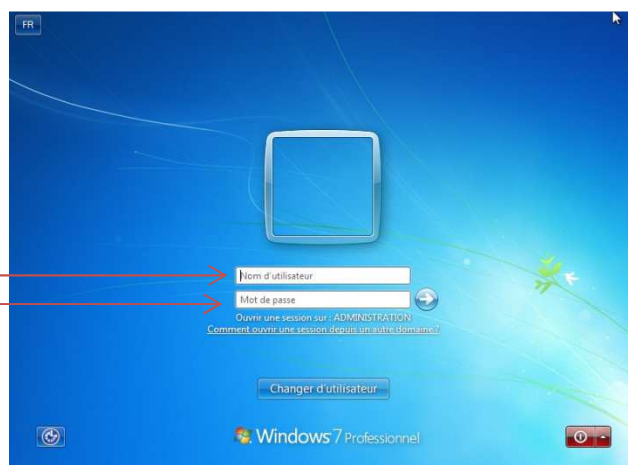 FR
Nom d'utilisateur
Mot de passe
Ouvrir une session sur : ADMINISTRATION
Comment ouvrir une session depuis un autre domaine ?
Changer d'utilisateur
Windows 7 Professionnel